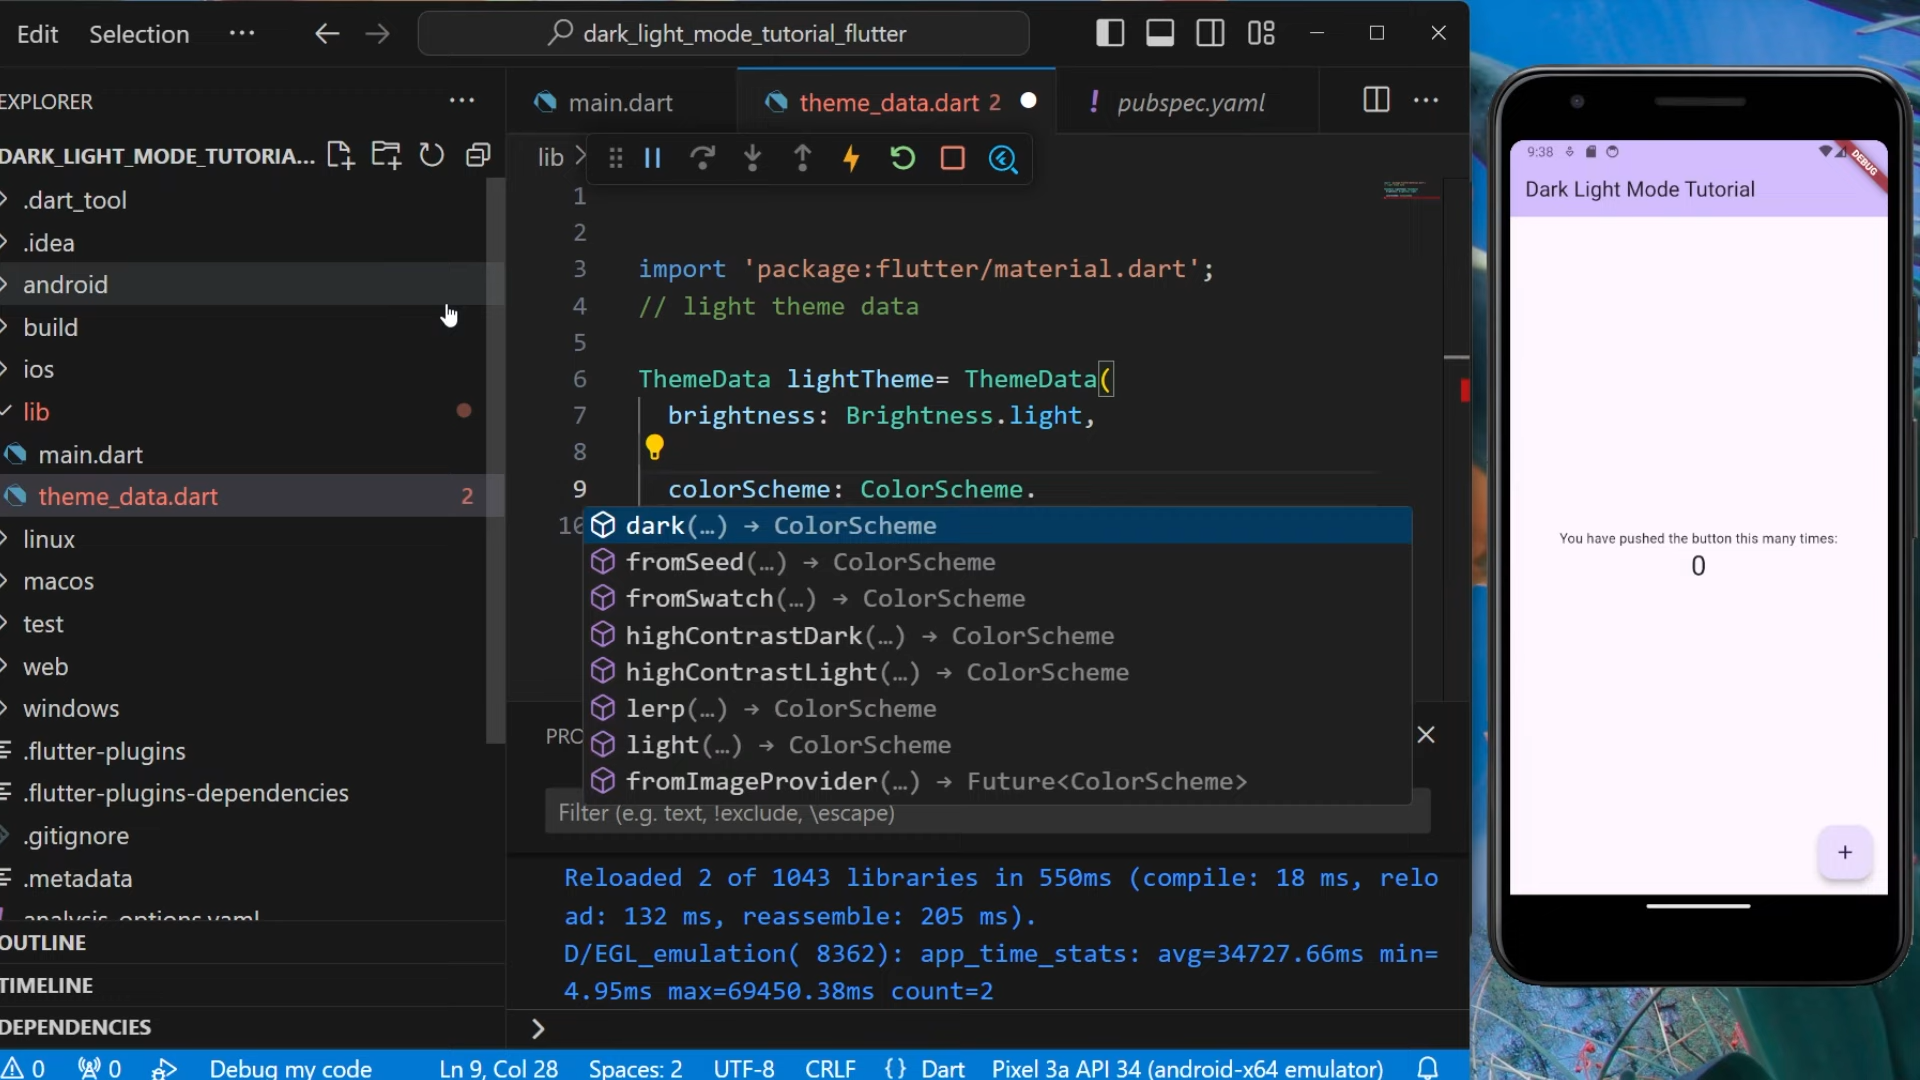 Edit Selection ··· dark_light_mode_tutorial_flutter
EXPLORER ···
DARK_LIGHT_MODE_TUTORIA...
.dart_tool
.idea
android
build
ios
lib
main.dart
theme_data.dart 2
linux
macos
test
web
windows
.flutter-plugins
.flutter-plugins-dependencies
.gitignore
.metadata
analysis_options.yaml
OUTLINE
TIMELINE
DEPENDENCIES
main.dart theme_data.dart 2 ! pubspec.yaml ···
lib >
1
2
3 import 'package:flutter/material.dart';
4 // light theme data
5
6 ThemeData lightTheme= ThemeData(
7 brightness: Brightness.light,
8
9 colorScheme: ColorScheme.
10
dark(…) → ColorScheme
fromSeed(…) → ColorScheme
fromSwatch(…) → ColorScheme
highContrastDark(…) → ColorScheme
highContrastLight(…) → ColorScheme
lerp(…) → ColorScheme
light(…) → ColorScheme
fromImageProvider(…) → Future<ColorScheme>
PRO
Filter (e.g. text, !exclude, \escape)
Reloaded 2 of 1043 libraries in 550ms (compile: 18 ms, relo
ad: 132 ms, reassemble: 205 ms).
D/EGL_emulation( 8362): app_time_stats: avg=34727.66ms min=
4.95ms max=69450.38ms count=2
>
0 0 Debug my code Ln 9, Col 28 Spaces: 2 UTF-8 CRLF {} Dart Pixel 3a API 34 (android-x64 emulator)
9:38
DEBUG
Dark Light Mode Tutorial
You have pushed the button this many times:
0
+